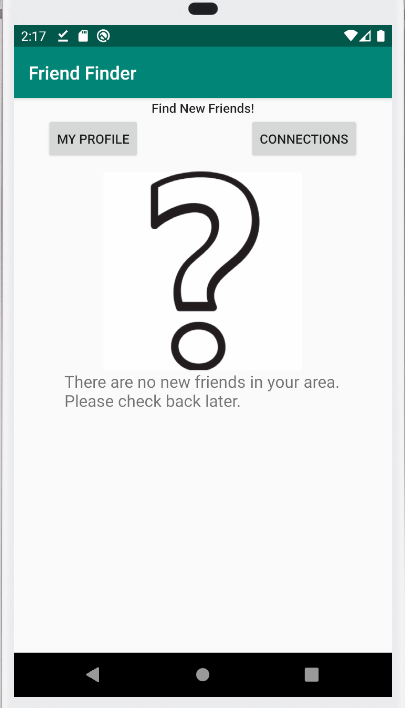 2:17
Friend Finder
Find New Friends!
MY PROFILE
CONNECTIONS
There are no new friends in your area.
Please check back later.